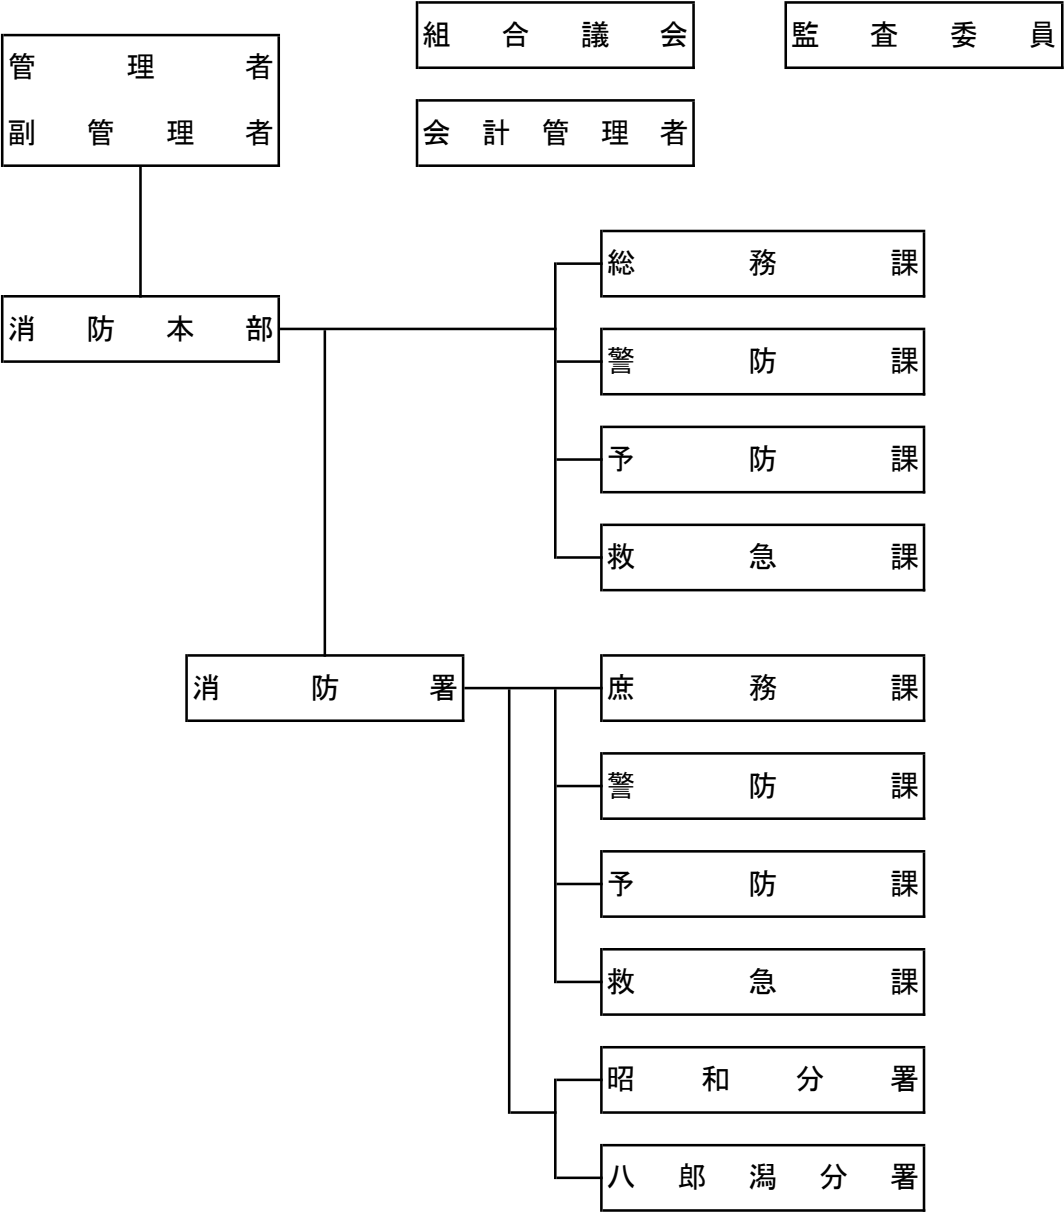 組合議会
監査委員
管理者
副管理者
会計管理者
総務課
消防本部
警防課
予防課
救急課
消防署
庶務課
警防課
予防課
救急課
昭和分署
八郎潟分署